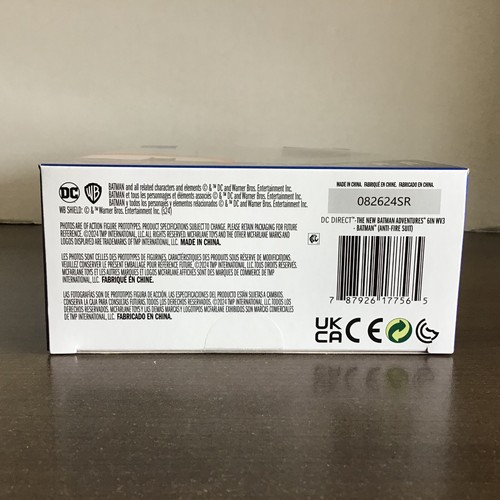 DC WB BATMAN and all related characters and elements © & ™ DC and Warner Bros. Entertainment Inc.
BATMAN et tous les personnages et éléments connexes © & ™ DC et Warner Bros. Entertainment Inc.
BATMAN y todos los personajes y elementos relacionados © & ™ DC y Warner Bros. Entertainment Inc.
WB SHIELD: © & ™ Warner Bros. Entertainment Inc. (s24)
PHOTOS ARE OF ACTION FIGURE PROTOTYPES. PRODUCT SPECIFICATIONS SUBJECT TO CHANGE. PLEASE RETAIN PACKAGING FOR FUTURE
REFERENCE. ©2024 TMP INTERNATIONAL, LLC. ALL RIGHTS RESERVED. MCFARLANE TOYS AND THE OTHER MCFARLANE MARKS AND
LOGOS DISPLAYED ARE TRADEMARKS OF TMP INTERNATIONAL, LLC. MADE IN CHINA.
LES PHOTOS SONT CELLES DES PROTOTYPES DE FIGURINES, CARACTÉRISTIQUES DES PRODUITS SOUS RÉSERVE DE MODIFICATIONS.
VEUILLEZ CONSERVER LE PRÉSENT EMBALLAGE POUR RÉFÉRENCE FUTURE. ©2024 TMP INTERNATIONAL, LLC. TOUS DROITS RÉSERVÉS.
MCFARLANE TOYS ET LES AUTRES MARQUES ET LOGOS MCFARLANE AFFICHÉS SONT DES MARQUES DE COMMERCE DE TMP
INTERNATIONAL, LLC. FABRIQUÉ EN CHINE.
LAS FOTOGRAFÍAS SON DE PROTOTIPOS FIGURA DE ACCIÓN, LAS ESPECIFICACIONES DEL PRODUCTO ESTÁN SUJETAS A CAMBIOS.
CONSERVA LA CAJA PARA CONSULTAS FUTURAS. ©2024 TMP INTERNATIONAL, LLC TODOS LOS
DERECHOS RESERVADOS. MCFARLANE TOYS Y LAS DEMÁS MARCAS Y LOGOTIPOS MCFARLANE EXHIBIDOS SON MARCAS COMERCIALES
DE TMP INTERNATIONAL, LLC. FABRICADO EN CHINA.
MADE IN CHINA. FABRIQUÉ EN CHINE. FABRICADO EN CHINA.
082624SR
DC DIRECT™-THE NEW BATMAN ADVENTURES™ 6IN WV3
- BATMAN™ (ANTI-FIRE SUIT)
7 87926 17756 5
UK
CA CE